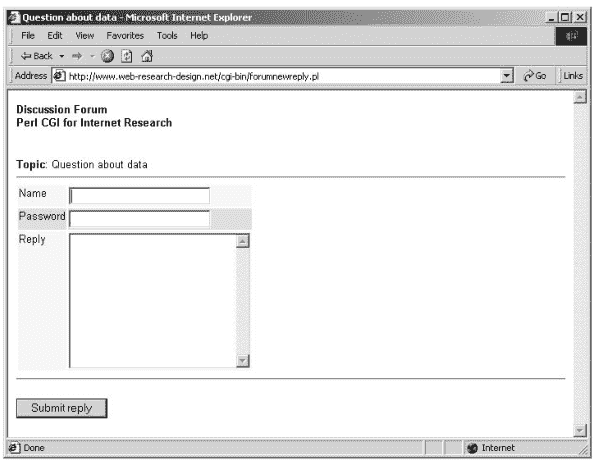 Question about data - Microsoft Internet Explorer
File Edit View Favorites Tools Help
Back
Address http://www.web-research-design.net/cgi-bin/forumnewreply.pl Go Links
Discussion Forum
Perl CGI for Internet Research
Topic: Question about data
Name
Password
Reply
Submit reply
Done Internet